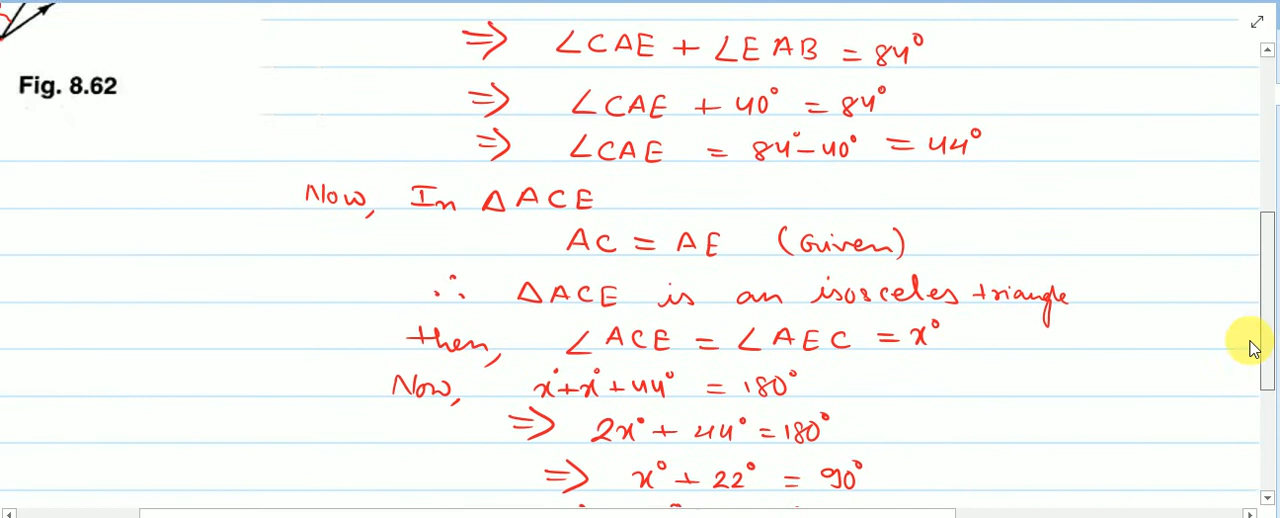 ⇒ ∠CAE + ∠EAB = 84°
Fig. 8.62
⇒ ∠CAE + 40° = 84°
⇒ ∠CAE = 84° - 40° = 44°
Now, In △ACE
AC = AE (Given)
∴ △ACE is an isosceles triangle
then, ∠ACE = ∠AEC = x°
Now, x° + x° + 44° = 180°
⇒ 2x° + 44° = 180°
⇒ x° + 22° = 90°